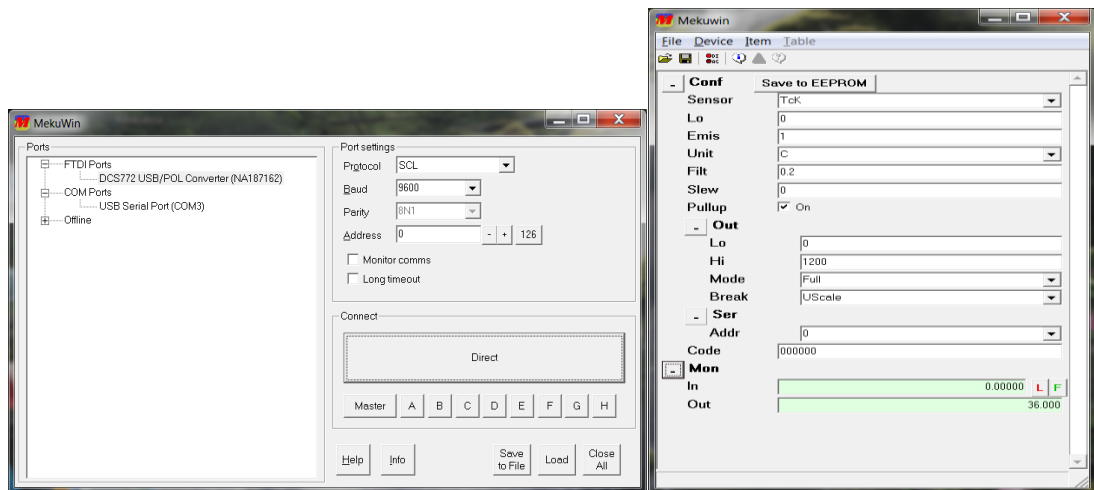 MekuWin
Ports
FTDI Ports
DCS772 USB/POL Converter (NA187162)
COM Ports
USB Serial Port (COM3)
Offline
Port settings
Protocol SCL
Baud 9600
Parity 8N1
Address 0 - + 126
Monitor comms
Long timeout
Connect
Direct
Master A B C D E F G H
Help Info Save to File Load Close All
Mekuwin
File Device Item Table
- Conf Save to EEPROM
Sensor TcK
Lo 0
Emis 1
Unit C
Filt 0.2
Slew 0
Pullup On
- Out
Lo 0
Hi 1200
Mode Full
Break UScale
- Ser
Addr 0
Code 000000
- Mon
In 0.00000 L F
Out 36.000